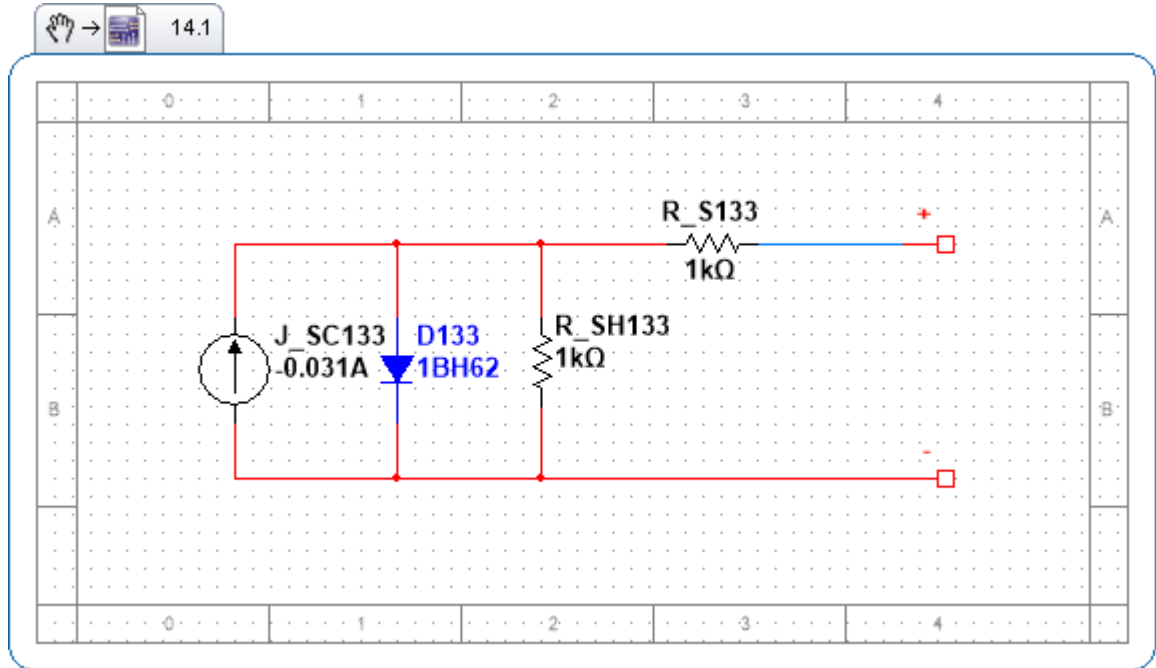 14.1
0 1 2 3 4
A A
R_S133
+
1kΩ
J_SC133 D133 R_SH133
-0.031A 1BH62 1kΩ
B B
-
0 1 2 3 4